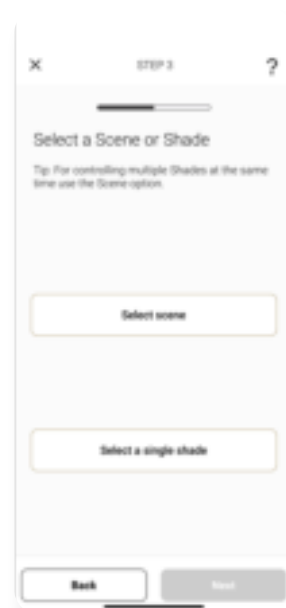 × STEP 3 ?
Select a Scene or Shade
Tip: For controlling multiple Shades at the same
time use the Scene option.
Select scene
Select a single shade
Back Next